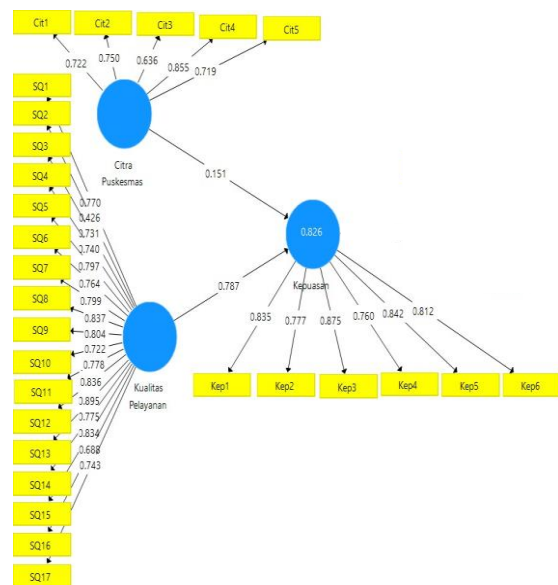 Cit1
Cit2
Cit3
Cit4
Cit5
0.722
0.750
0.636
0.855
0.719
Citra
Puskesmas
SQ1
SQ2
SQ3
SQ4
SQ5
SQ6
SQ7
SQ8
SQ9
SQ10
SQ11
SQ12
SQ13
SQ14
SQ15
SQ16
SQ17
0.770
0.426
0.731
0.740
0.797
0.764
0.799
0.837
0.804
0.722
0.778
0.836
0.895
0.775
0.834
0.688
0.743
Kualitas
Pelayanan
0.151
0.787
0.826
Kepuasan
0.835
0.777
0.875
0.760
0.842
0.812
Kep1
Kep2
Kep3
Kep4
Kep5
Kep6